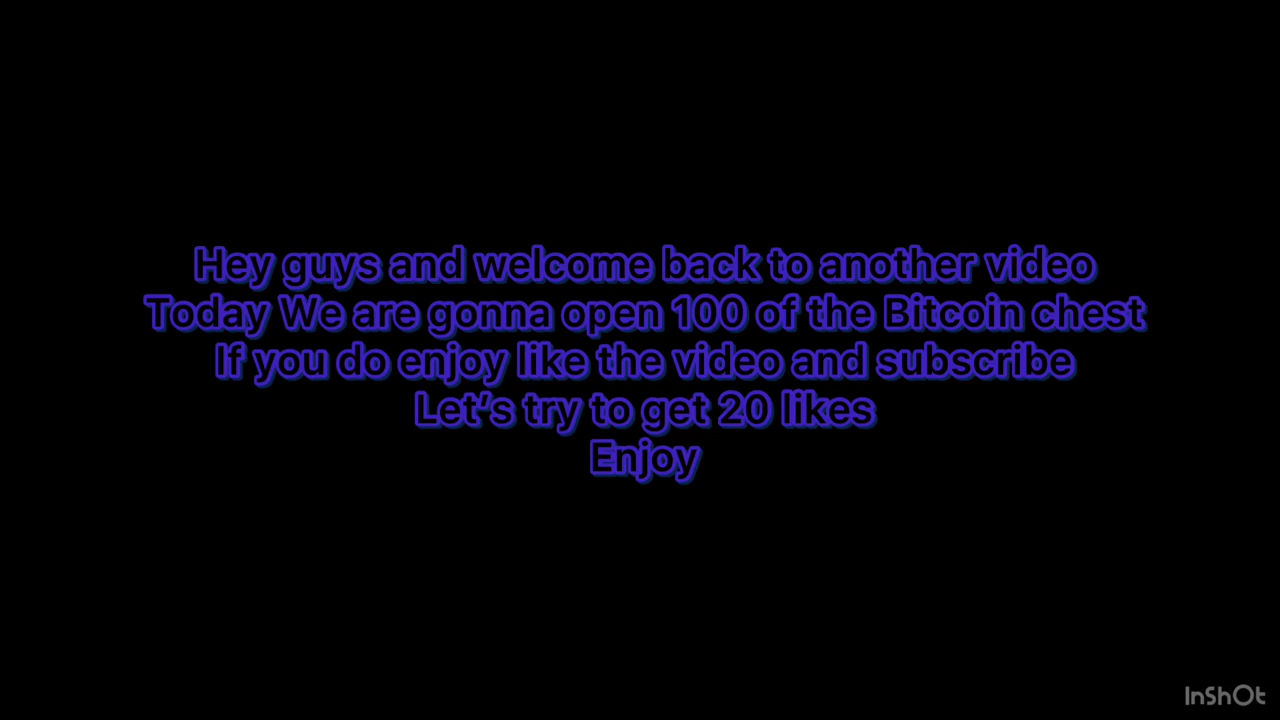 Hey guys and welcome back to another video
Today We are gonna open 100 of the Bitcoin chest
If you do enjoy like the video and subscribe
Let’s try to get 20 likes
Enjoy
InShOt